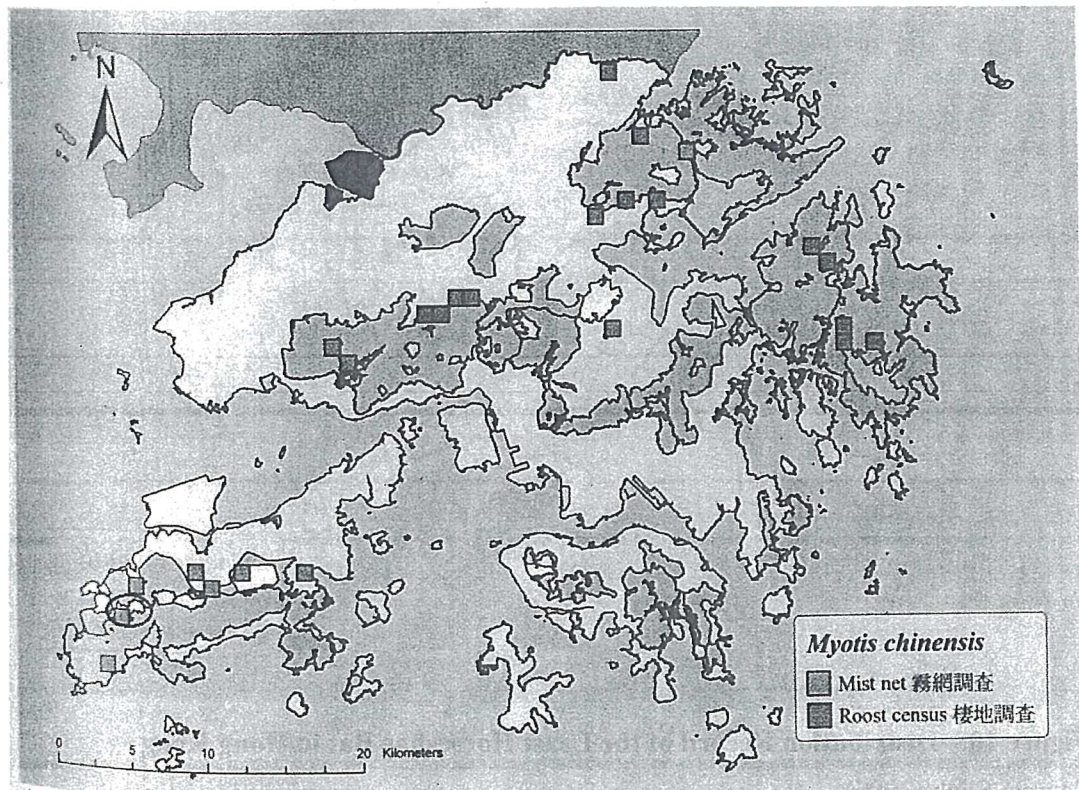 N
Myotis chinensis
Mist net 霧網調查
Roost census 棲地調查
0 5 10 20 Kilometers